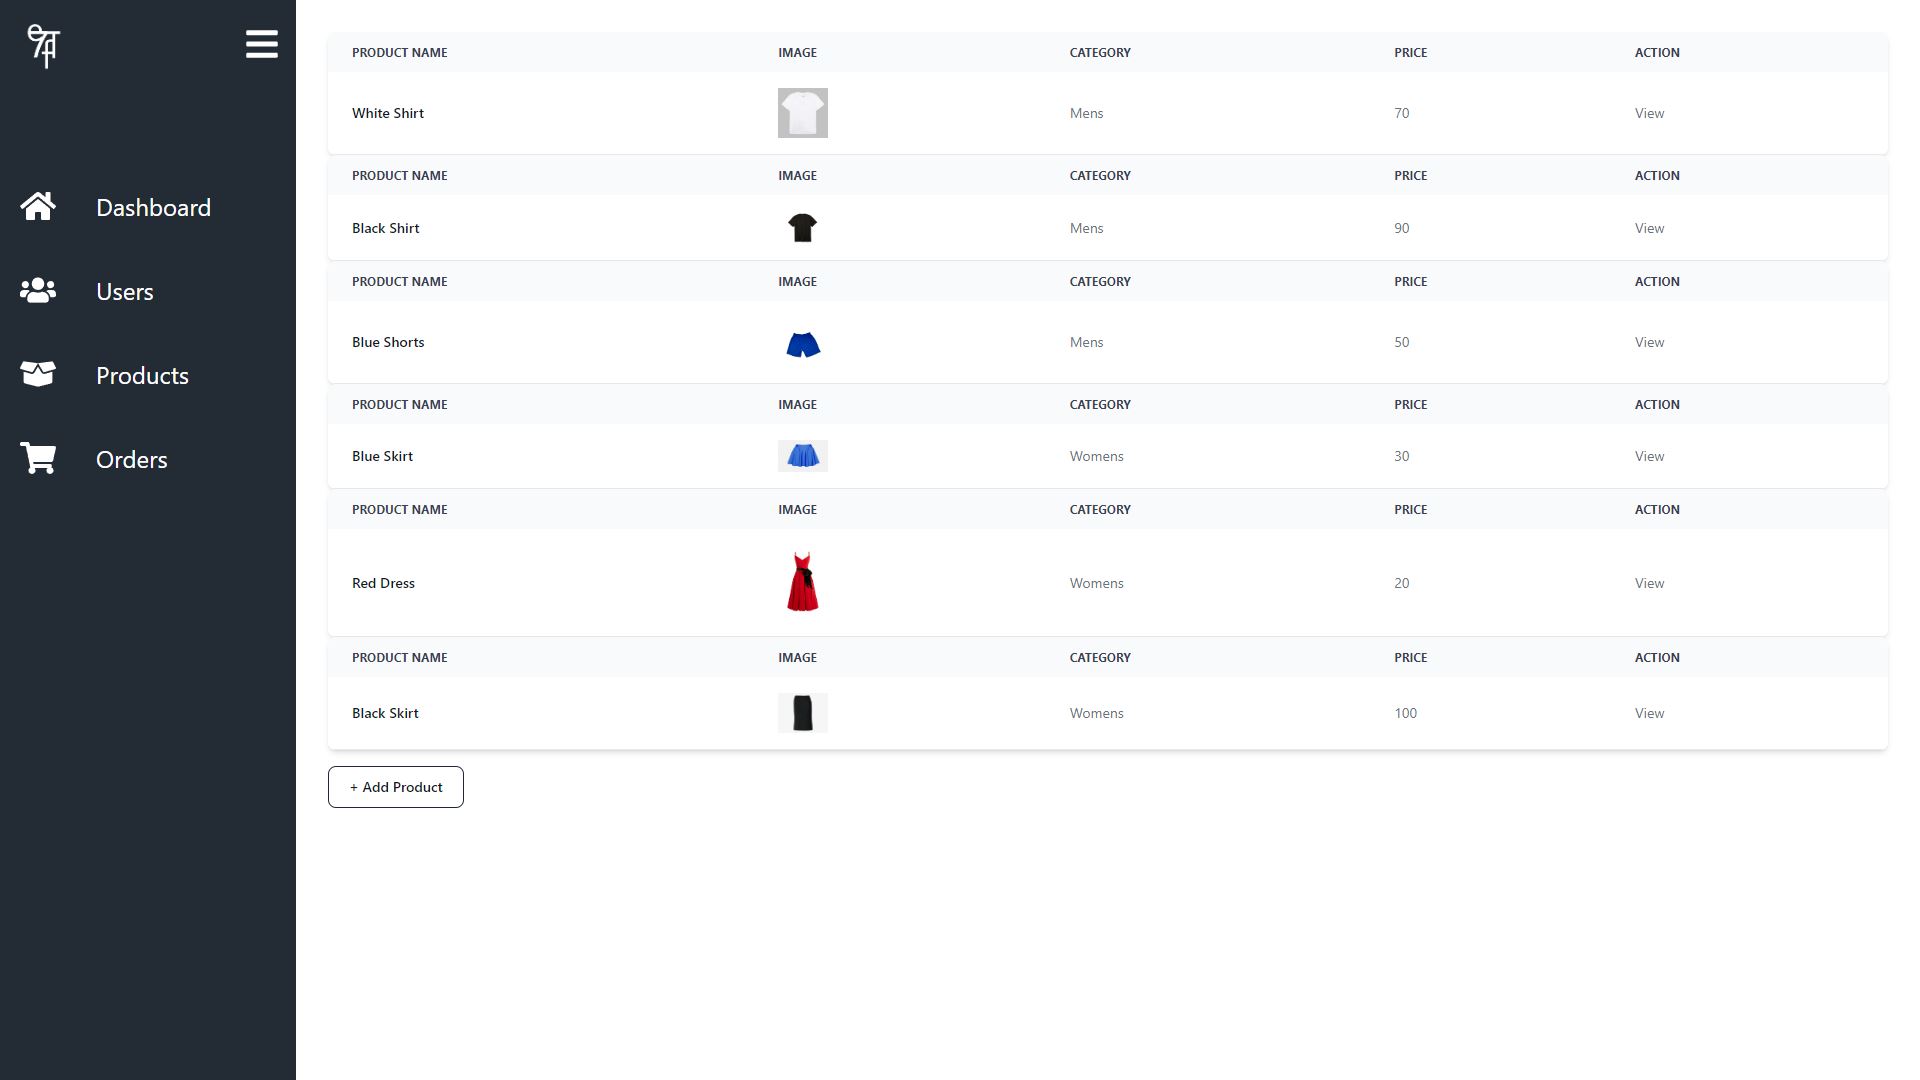 PRODUCT NAME IMAGE CATEGORY PRICE ACTION
White Shirt Mens 70 View
PRODUCT NAME IMAGE CATEGORY PRICE ACTION
Dashboard
Black Shirt Mens 90 View
Users
PRODUCT NAME IMAGE CATEGORY PRICE ACTION
Blue Shorts Mens 50 View
Products
PRODUCT NAME IMAGE CATEGORY PRICE ACTION
Blue Skirt Womens 30 View
Orders
PRODUCT NAME IMAGE CATEGORY PRICE ACTION
Red Dress Womens 20 View
PRODUCT NAME IMAGE CATEGORY PRICE ACTION
Black Skirt Womens 100 View
+ Add Product